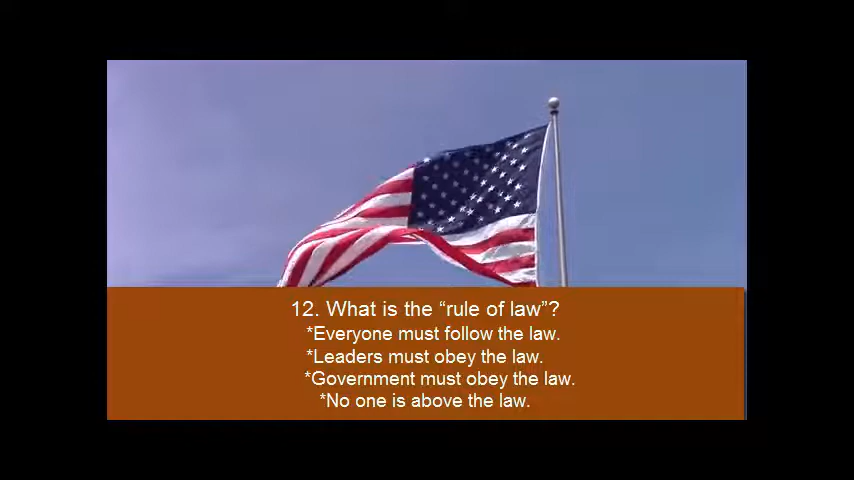 12. What is the “rule of law”?
*Everyone must follow the law.
*Leaders must obey the law.
*Government must obey the law.
*No one is above the law.